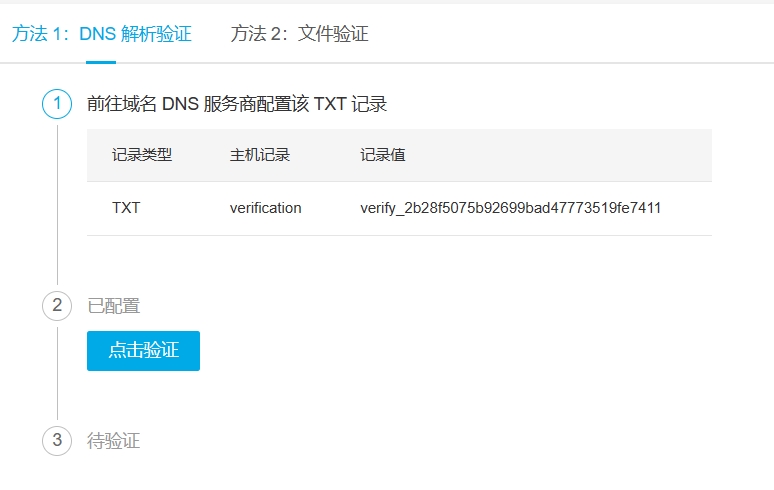 方法 1：DNS 解析验证 方法 2：文件验证
1 前往域名 DNS 服务商配置该 TXT 记录
记录类型 主机记录 记录值
TXT verification verify_2b28f5075b92699bad47773519fe7411
2 已配置
点击验证
3 待验证